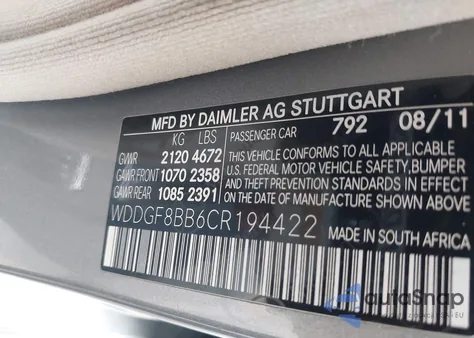 MFD BY DAIMLER AG STUTTGART
KG LBS PASSENGER CAR 792 08/11
GVWR 2120 4672 THIS VEHICLE CONFORMS TO ALL APPLICABLE
GAWR FRONT 1070 2358 U.S. FEDERAL MOTOR VEHICLE SAFETY, BUMPER
GAWR REAR 1085 2391 AND THEFT PREVENTION STANDARDS IN EFFECT
ON THE DATE OF MANUFACTURE SHOWN ABOVE.
WDDGF8BB6CR194422 MADE IN SOUTH AFRICA
autoSnap